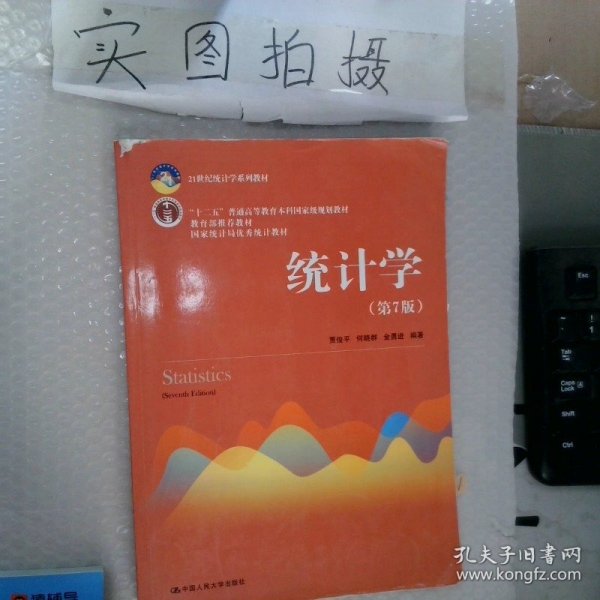 实图拍摄
21世纪统计学系列教材
“十二五”普通高等教育本科国家级规划教材
教育部推荐教材
国家统计局优秀统计教材
统计学
(第7版)
贾俊平 何晓群 金勇进 编著
Statistics
(Seventh Edition)
中国人民大学出版社
Esc
!
1
Tab
Caps
Lock
A
Shift
Ctrl
猿辅导
孔夫子旧书网
www.kongfz.com